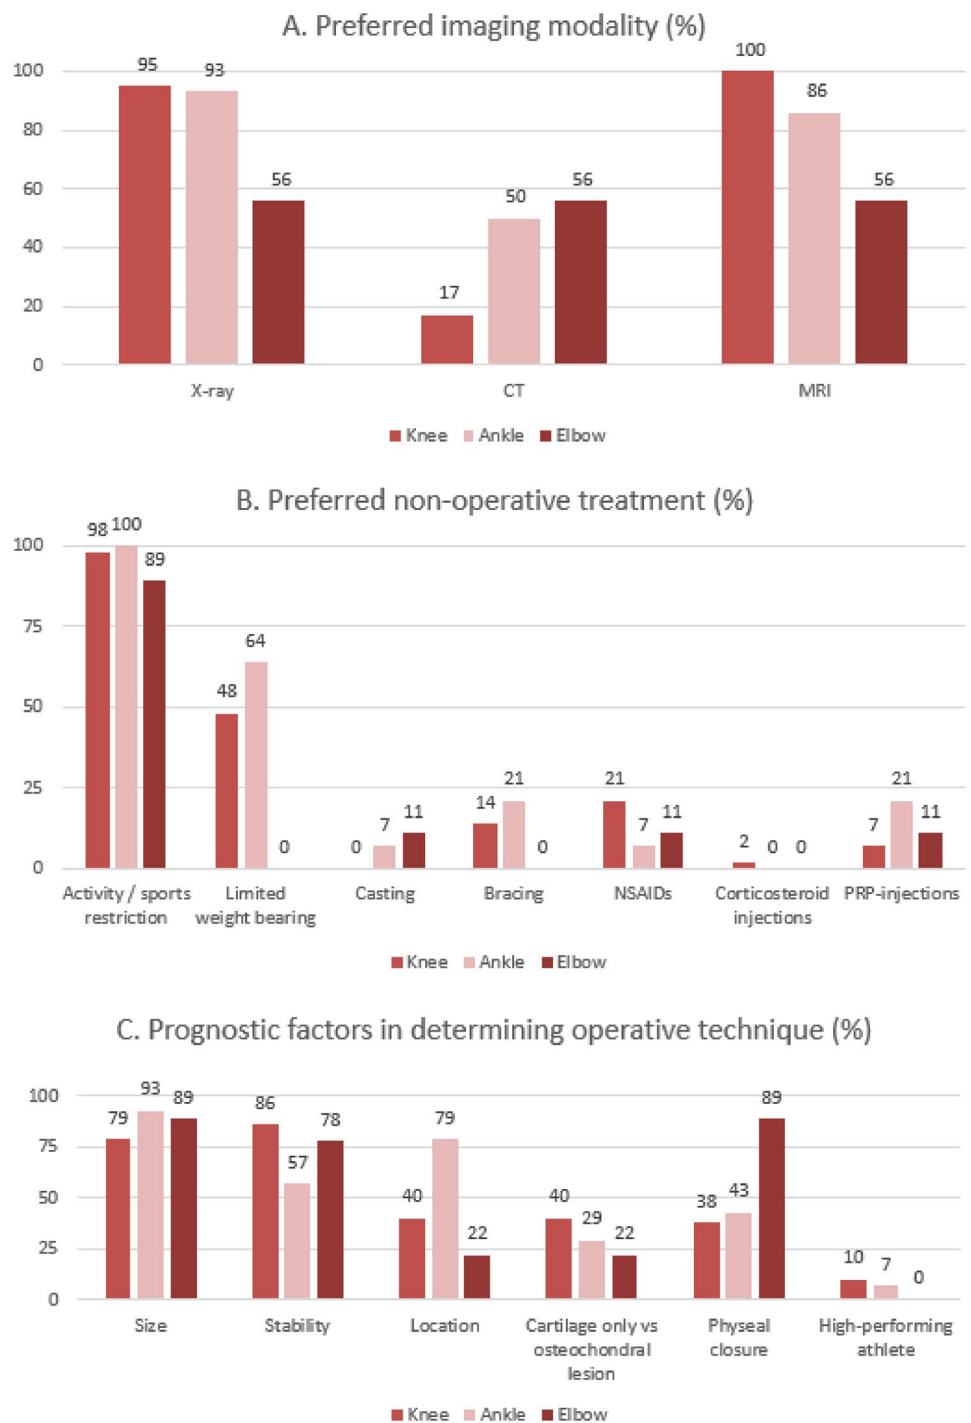 A. Preferred imaging modality (%)
100
80
60
40
20
0
95
93
56
17
50
56
100
86
56
X-ray
CT
MRI
Knee
Ankle
Elbow
B. Preferred non-operative treatment (%)
100
75
50
25
0
98
100
89
48
64
0
0
7
11
14
21
0
21
7
11
2
0
0
7
21
11
Activity / sports
restriction
Limited
weight bearing
Casting
Bracing
NSAIDs
Corticosteroid
injections
PRP-injections
Knee
Ankle
Elbow
C. Prognostic factors in determining operative technique (%)
100
75
50
25
0
79
93
89
86
57
78
40
79
22
40
29
22
38
43
89
10
7
0
Size
Stability
Location
Cartilage only vs
osteochondral
lesion
Physeal
closure
High-performing
athlete
Knee
Ankle
Elbow